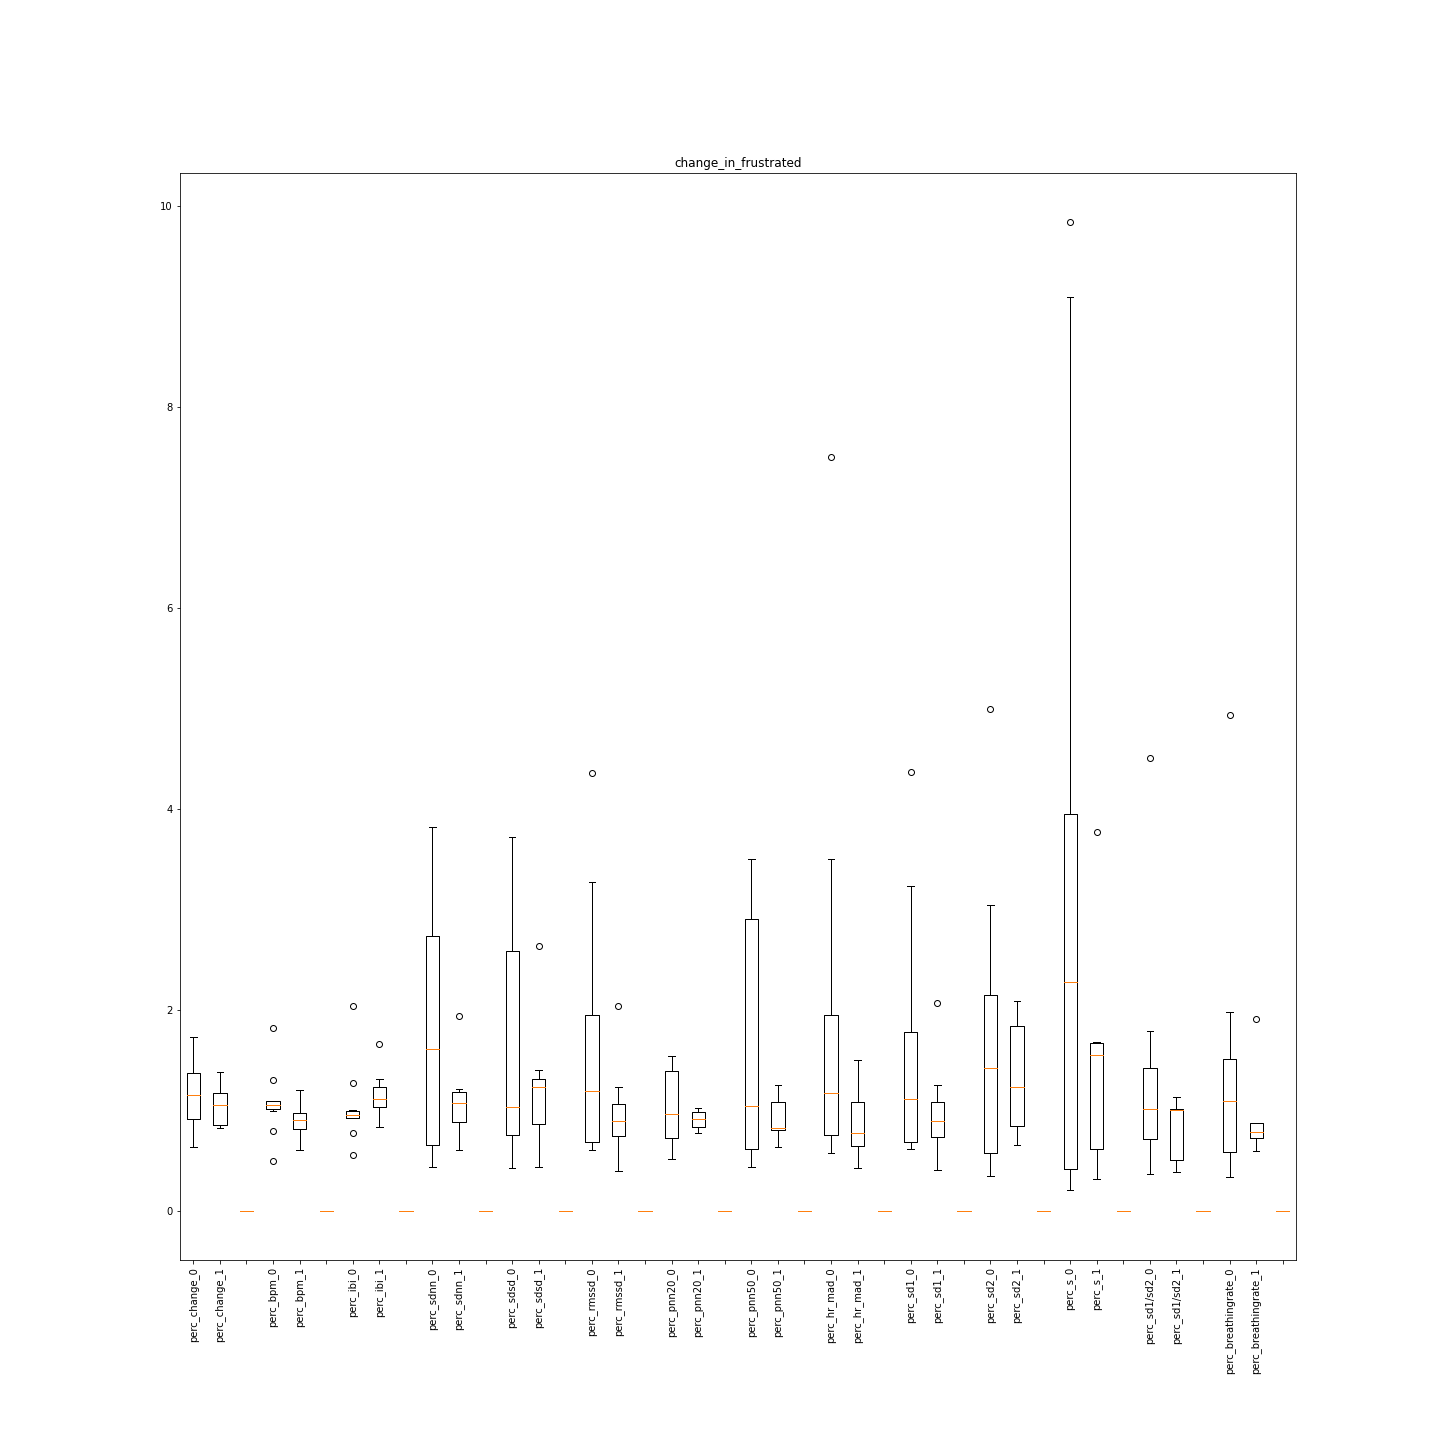 change_in_frustrated
10
8
6
4
2
0
perc_change_0
perc_change_1
perc_bpm_0
perc_bpm_1
perc_ibi_0
perc_ibi_1
perc_sdnn_0
perc_sdnn_1
perc_sdsd_0
perc_sdsd_1
perc_rmssd_0
perc_rmssd_1
perc_pnn20_0
perc_pnn20_1
perc_pnn50_0
perc_pnn50_1
perc_hr_mad_0
perc_hr_mad_1
perc_sd1_0
perc_sd1_1
perc_sd2_0
perc_sd2_1
perc_s_0
perc_s_1
perc_sd1/sd2_0
perc_sd1/sd2_1
perc_breathingrate_0
perc_breathingrate_1